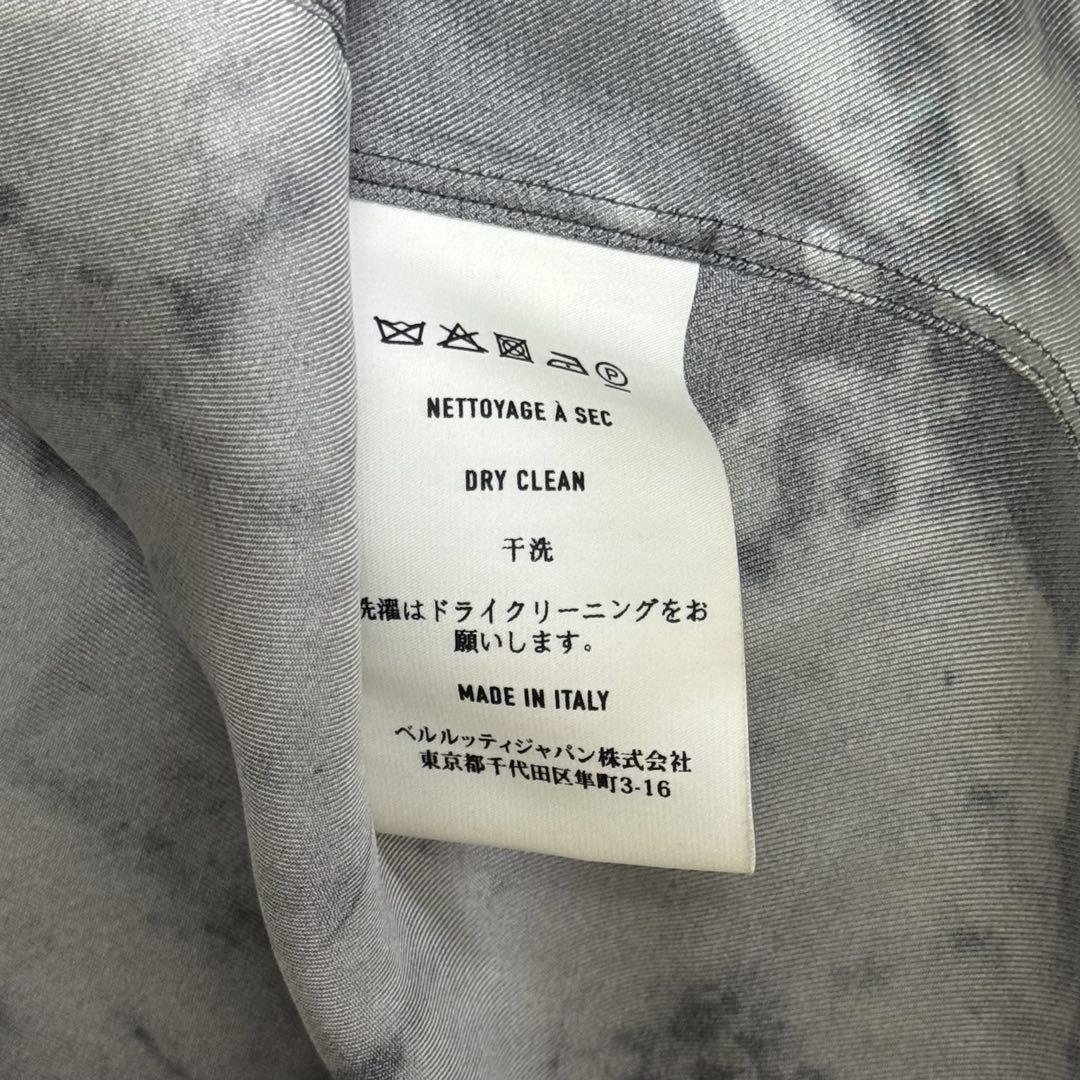 P
NETTOYAGE À SEC
DRY CLEAN
干洗
洗濯はドライクリーニングをお
願いします。
MADE IN ITALY
ベルルッティジャパン株式会社
東京都千代田区隼町3-16